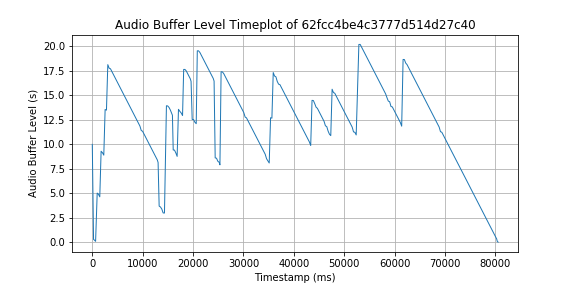 Audio Buffer Level Timeplot of 62fcc4be4c3777d514d27c40
20.0
17.5
15.0
12.5
10.0
7.5
5.0
2.5
0.0
Audio Buffer Level (s)
0 10000 20000 30000 40000 50000 60000 70000 80000
Timestamp (ms)